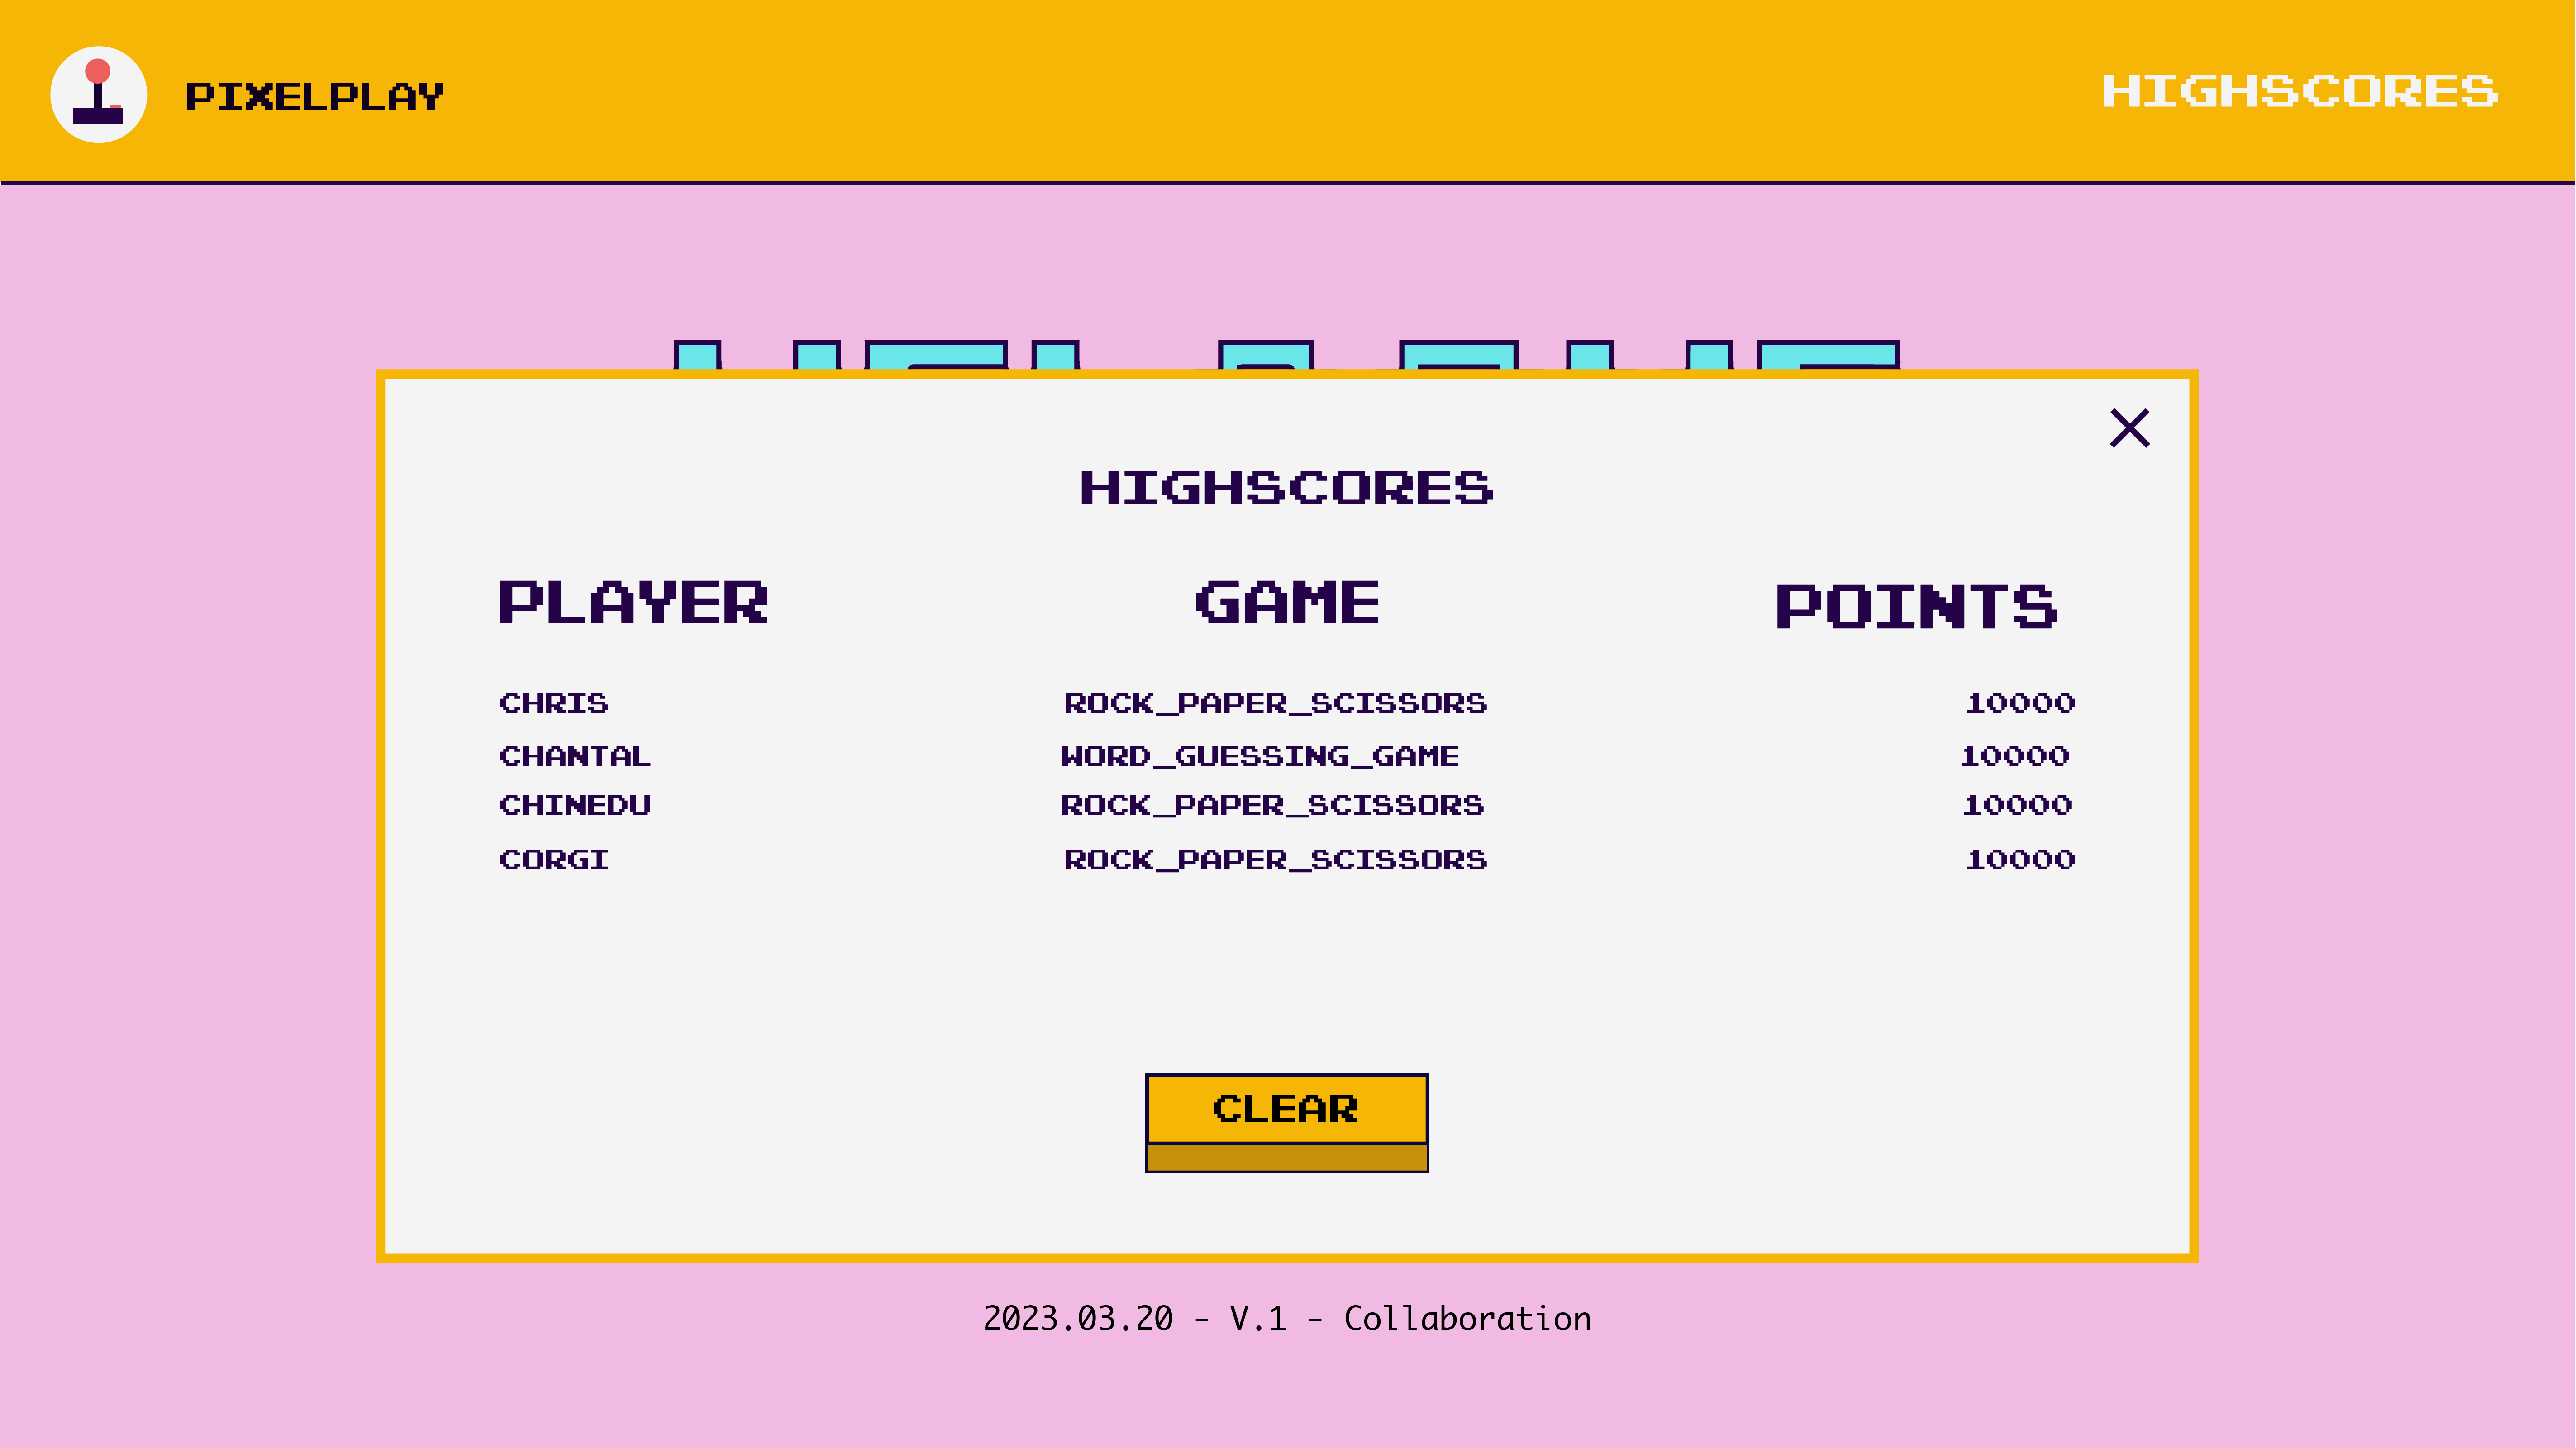 PIXELPLAY
HIGHSCORES
HIGHSCORES
PLAYER GAME POINTS
CHRIS ROCK_PAPER_SCISSORS 10000
CHANTAL WORD_GUESSING_GAME 10000
CHINEDU ROCK_PAPER_SCISSORS 10000
CORGI ROCK_PAPER_SCISSORS 10000
CLEAR
2023.03.20 - V.1 - Collaboration